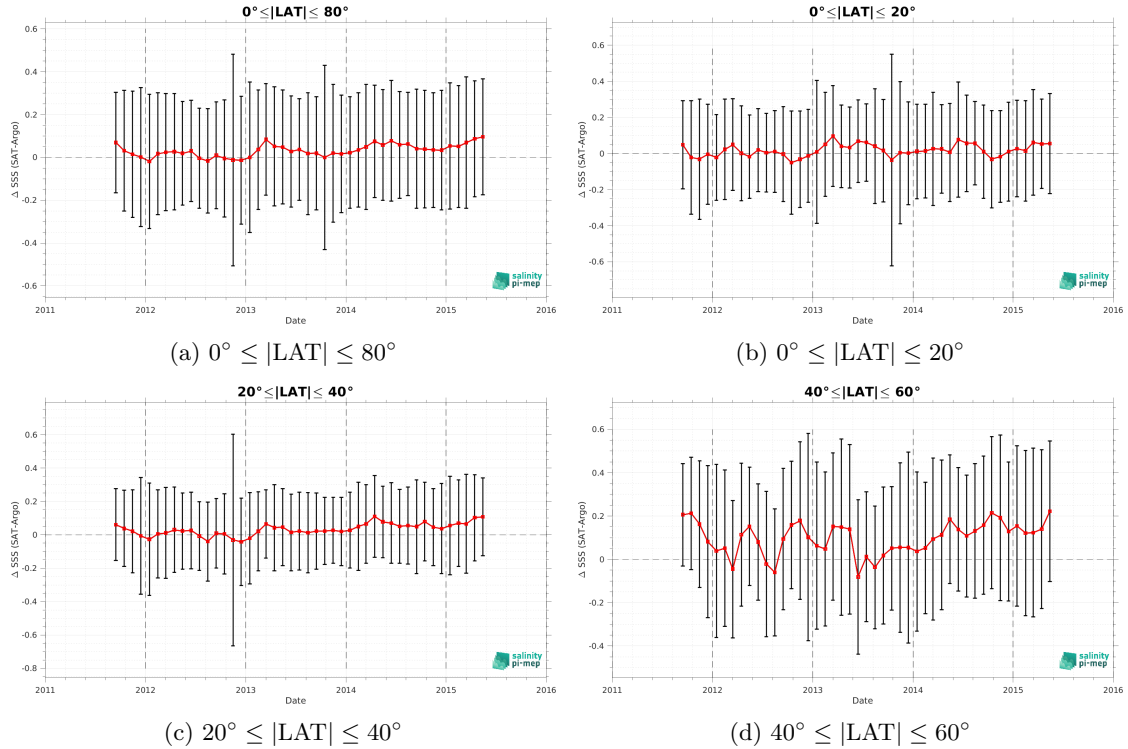 0°≤|LAT|≤ 80°
0.6
0.4
0.2
0
-0.2
-0.4
-0.6
Δ SSS (SAT-Argo)
2011
2012
2013
2014
2015
2016
Date
salinity
pi-mep
(a) 0° ≤ |LAT| ≤ 80°
0°≤|LAT|≤ 20°
0.6
0.4
0.2
0
-0.2
-0.4
-0.6
Δ SSS (SAT-Argo)
2011
2012
2013
2014
2015
2016
Date
salinity
pi-mep
(b) 0° ≤ |LAT| ≤ 20°
20°≤|LAT|≤ 40°
0.6
0.4
0.2
0
-0.2
-0.4
-0.6
-0.8
Δ SSS (SAT-Argo)
2011
2012
2013
2014
2015
2016
Date
salinity
pi-mep
(c) 20° ≤ |LAT| ≤ 40°
40°≤|LAT|≤ 60°
0.6
0.4
0.2
0
-0.2
-0.4
Δ SSS (SAT-Argo)
2011
2012
2013
2014
2015
2016
Date
salinity
pi-mep
(d) 40° ≤ |LAT| ≤ 60°